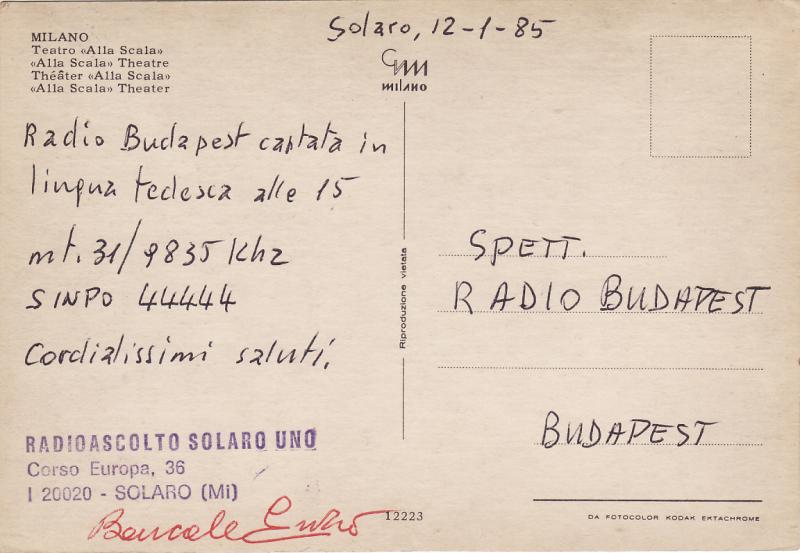 Solaro, 12-1-85
MILANO
Teatro «Alla Scala»
«Alla Scala» Theatre
Théâter «Alla Scala»
«Alla Scala» Theater
milano
Radio Budapest captata in
lingua tedesca alle 15
mt. 31/9835 Khz
SINPO 44444
Cordialissimi saluti.
RADIOASCOLTO SOLARO UNO
Corso Europa, 36
I 20020 - SOLARO (Mi)
Riproduzione vietata
SPETT.
RADIO BUDAPEST
BUDAPEST
12223
DA FOTOCOLOR KODAK EKTACHROME